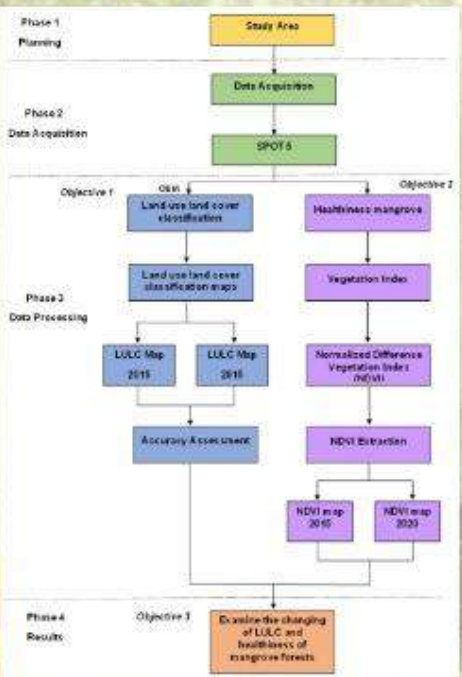 Phase 1
Planning
Study Area
Phase 2
Data Acquisition
Data Acquisition
SPOT 5
Objective 1
Objective 2
Land use land cover
classification
Healthiness mangrove
Phase 3
Data Processing
Land use land cover
classification maps
Vegetation Index
LULC Map
2015
LULC Map
2015
Normalized Difference
Vegetation Index
(NDVI)
Accuracy Assessment
NDVI Extraction
NDVI map
2015
NDVI map
2020
Phase 4
Results
Objective 3
Examine the changing
of LULC and
healthiness of
mangrove forests